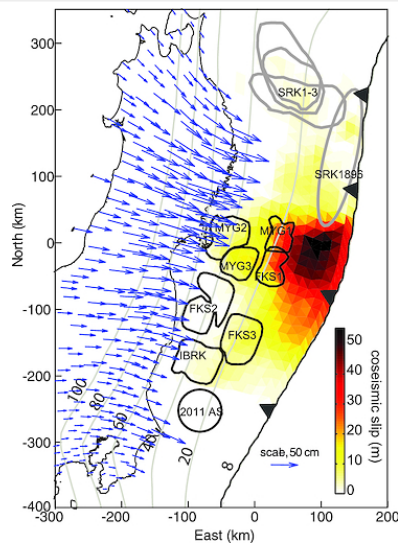 300
200
100
0
-100
-200
-300
-400
North (km)
-300 -200 -100 0 100 200
East (km)
SRK1-3
SRK1896
MYG2
MYG1
MYG3
FKS1
FKS2
FKS3
IBRK
2011 AS
100
80
60
40
20
8
scab, 50 cm
50
40
30
20
10
0
coseismic slip (m)